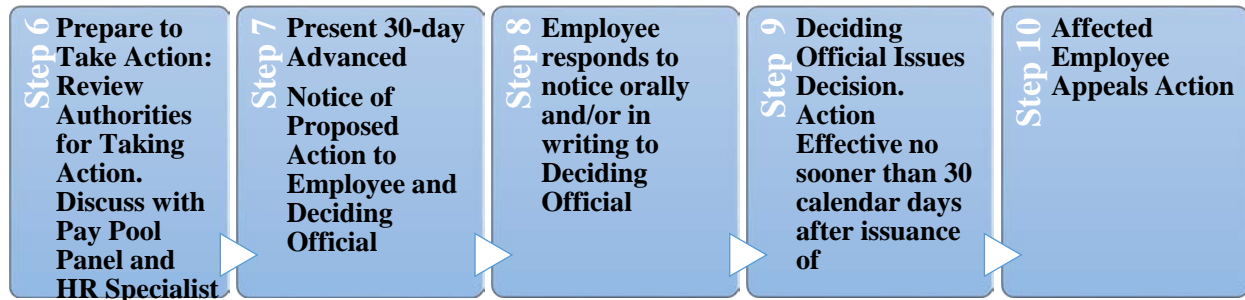 Step 6
Prepare to
Take Action:
Review
Authorities
for Taking
Action.
Discuss with
Pay Pool
Panel and
HR Specialist
Step 7
Present 30-day
Advanced
Notice of
Proposed
Action to
Employee and
Deciding
Official
Step 8
Employee
responds to
notice orally
and/or in
writing to
Deciding
Official
Step 9
Deciding
Official Issues
Decision.
Action
Effective no
sooner than 30
calendar days
after issuance
of
Step 10
Affected
Employee
Appeals Action